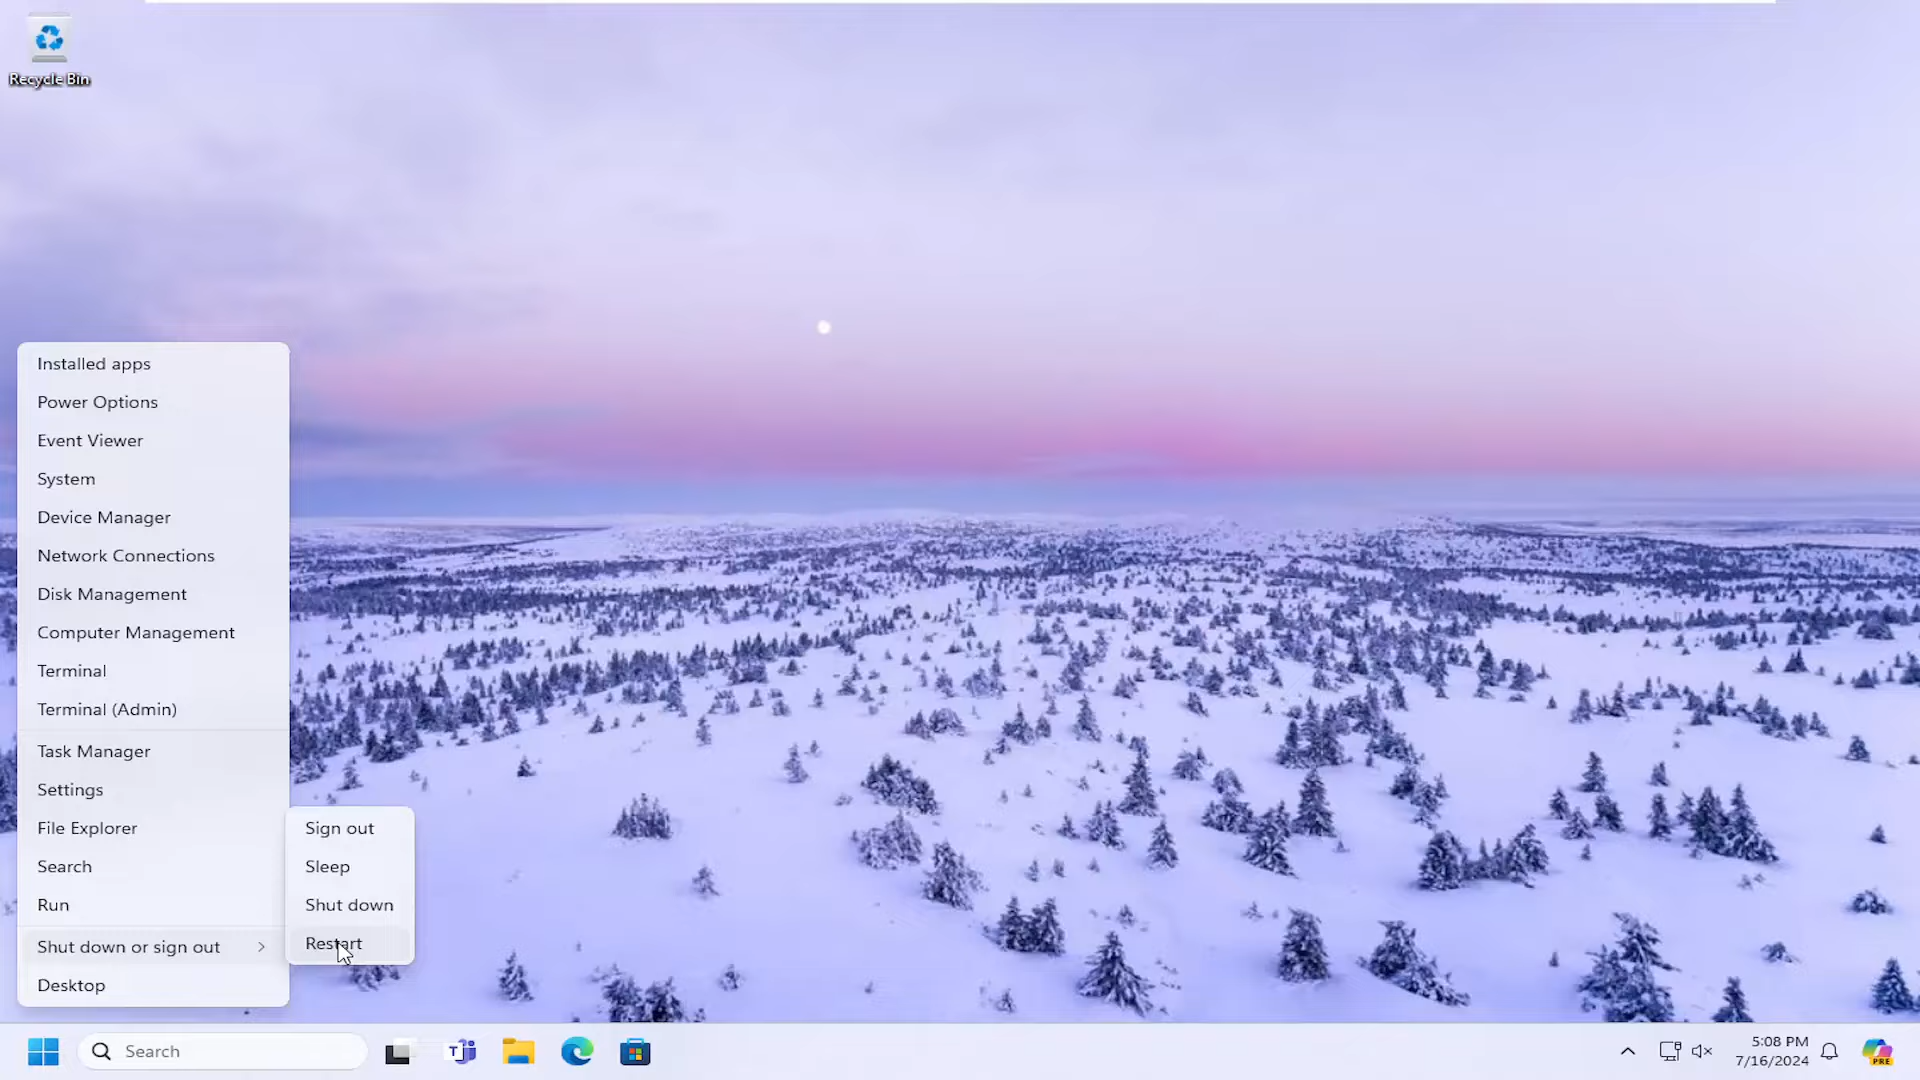 Recycle Bin
Installed apps
Power Options
Event Viewer
System
Device Manager
Network Connections
Disk Management
Computer Management
Terminal
Terminal (Admin)
Task Manager
Settings
File Explorer
Search
Run
Shut down or sign out
Desktop
Sign out
Sleep
Shut down
Restart
Search
5:08 PM
7/16/2024
PRE